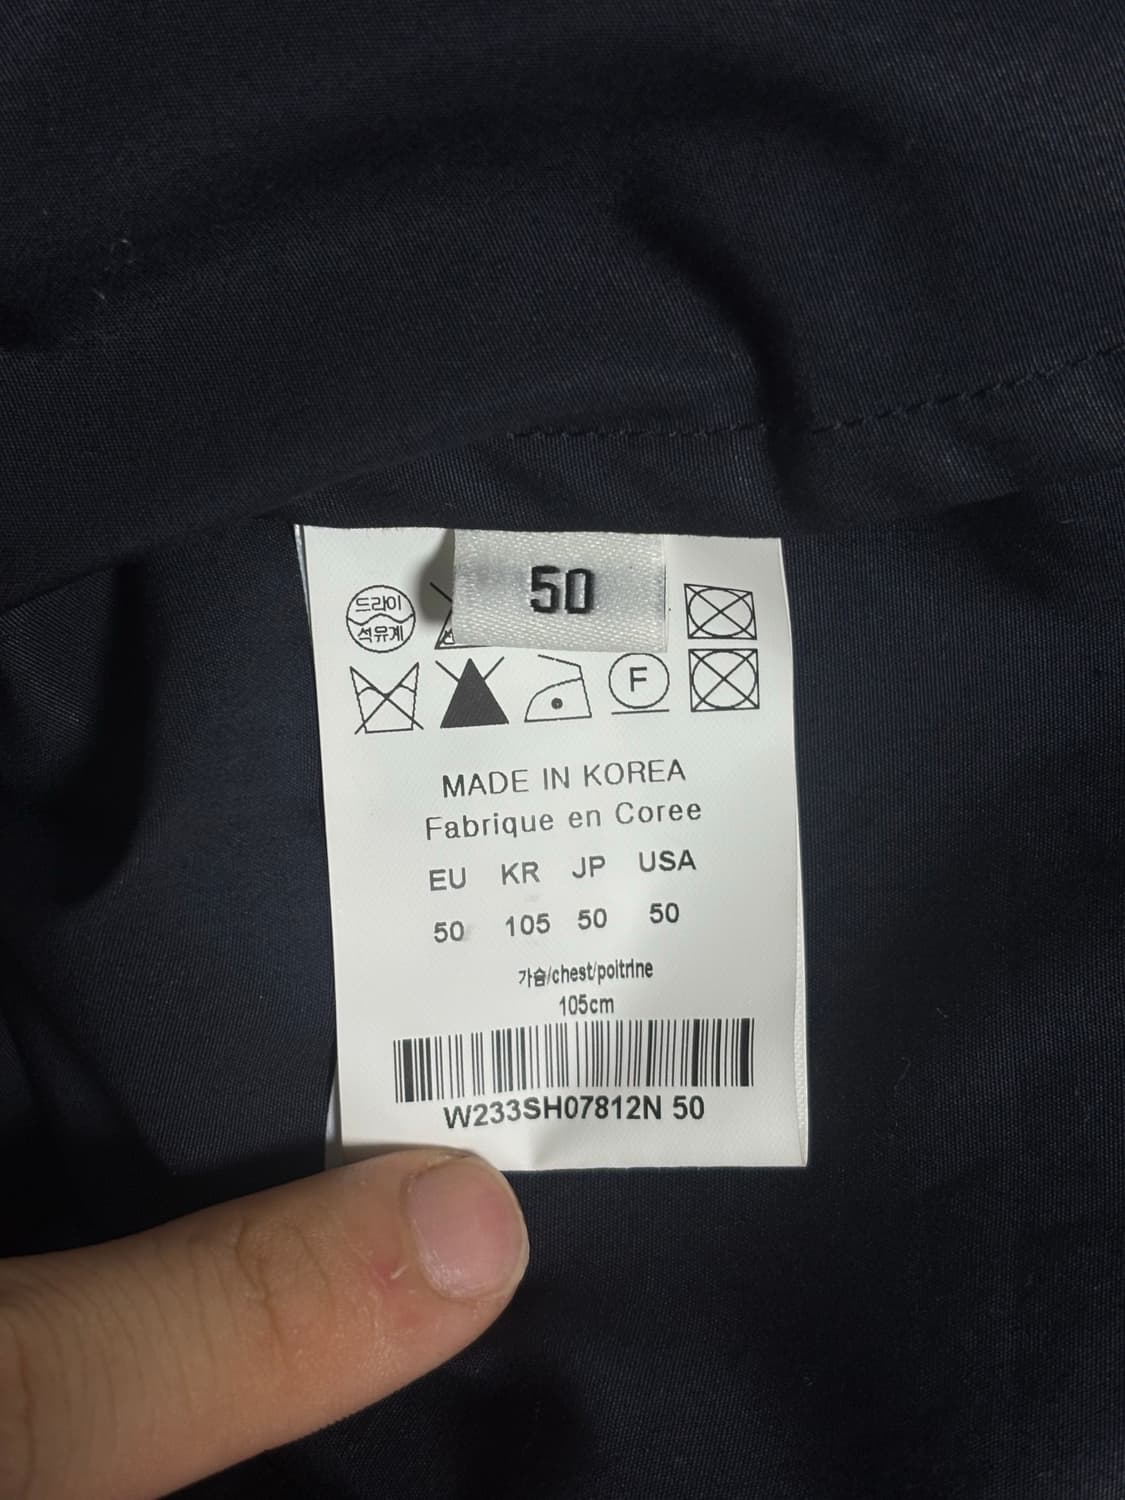 50
드라이
석유계
F
MADE IN KOREA
Fabrique en Coree
EU KR JP USA
50 105 50 50
가슴/chest/poitrine
105cm
W233SH07812N 50